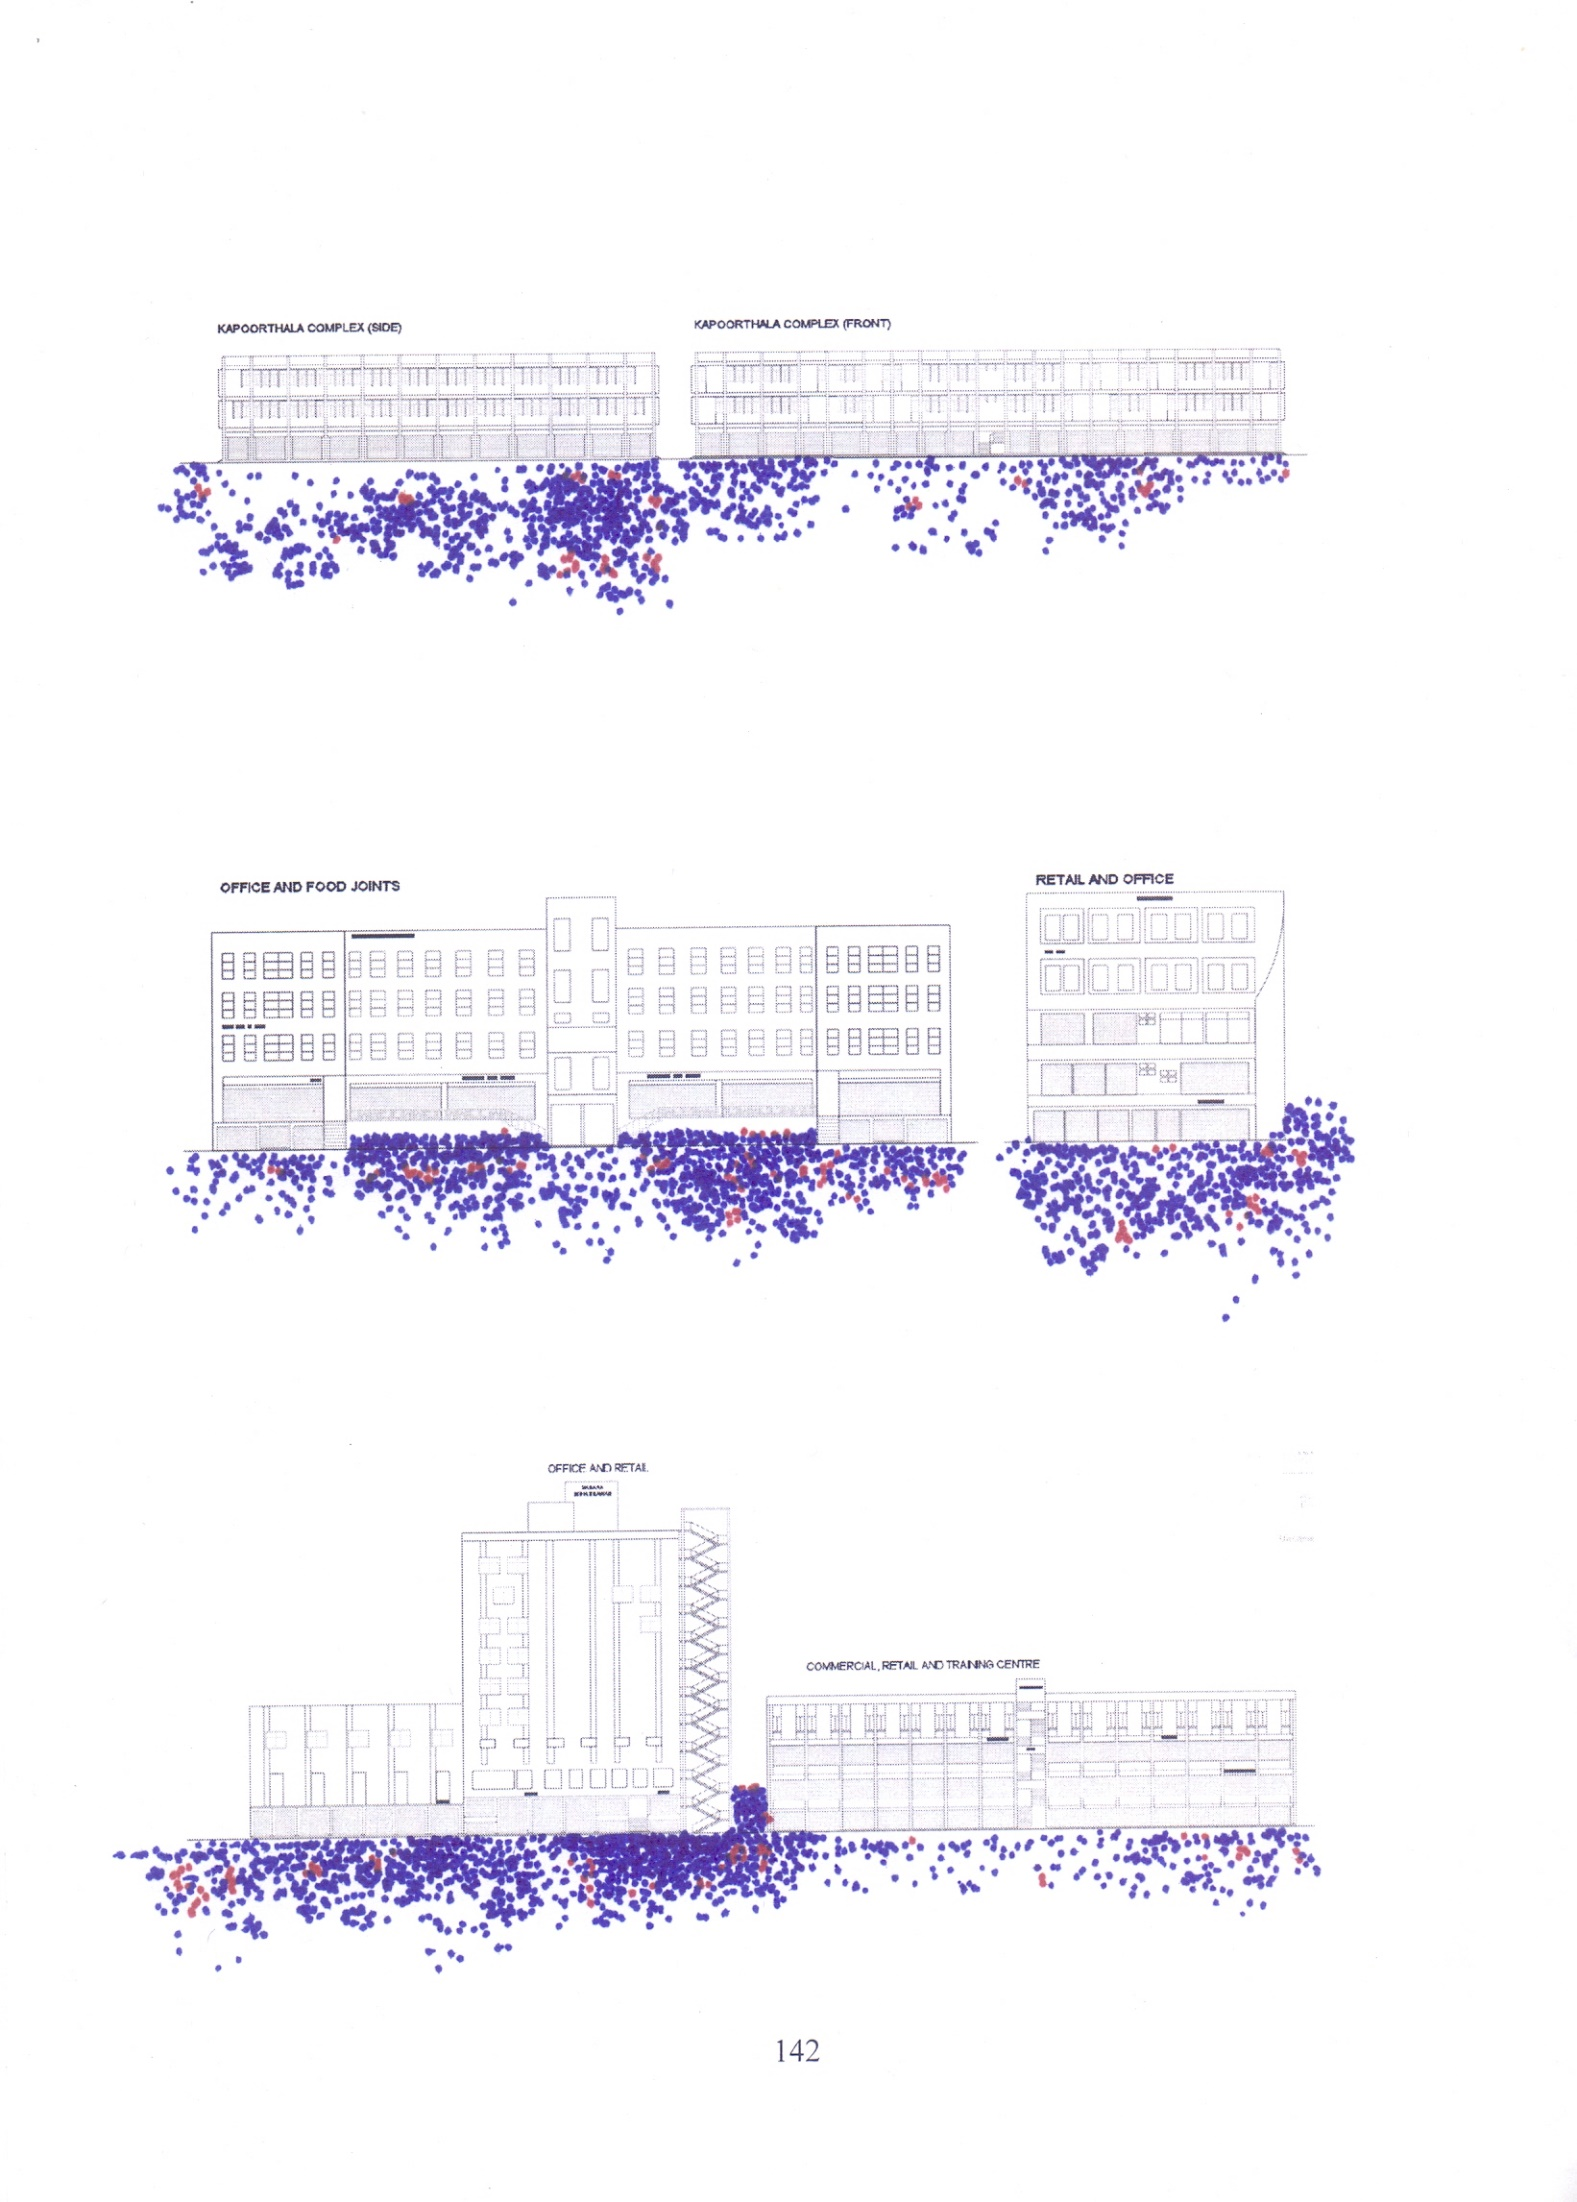 KAPOORTHALA COMPLEX (SIDE)
KAPOORTHALA COMPLEX (FRONT)
OFFICE AND FOOD JOINTS
RETAIL AND OFFICE
OFFICE AND RETAIL
COMMERCIAL, RETAIL AND TRAINING CENTRE
142